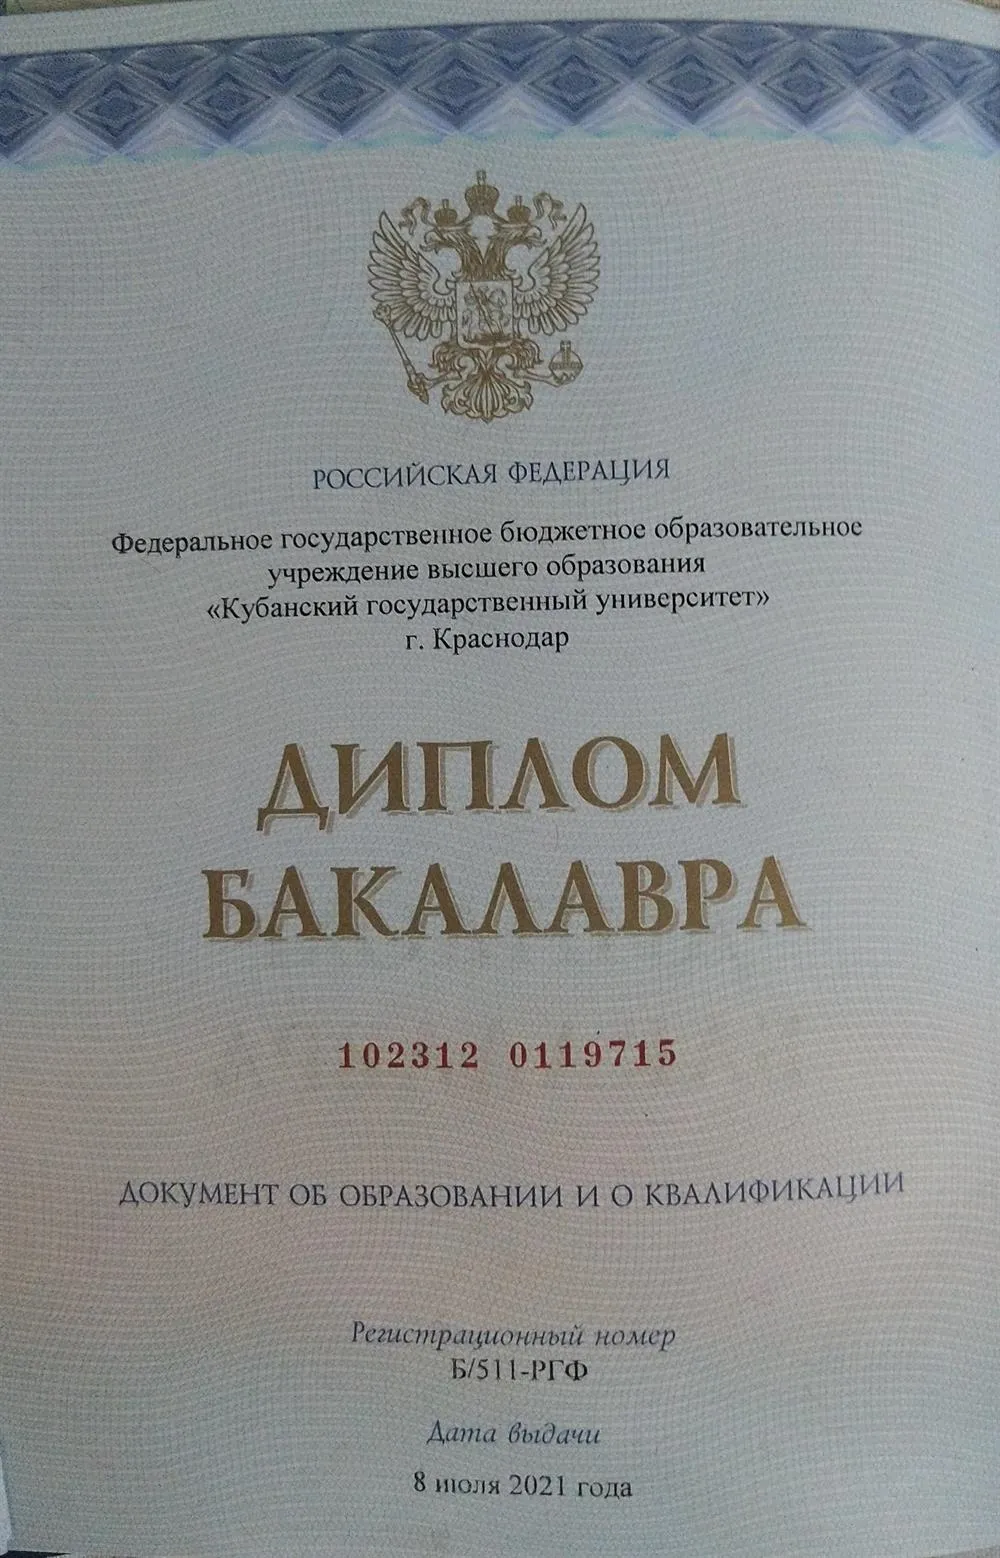 РОССИЙСКАЯ ФЕДЕРАЦИЯ
Федеральное государственное бюджетное образовательное
учреждение высшего образования
«Кубанский государственный университет»
г. Краснодар
ДИПЛОМ
БАКАЛАВРА
102312 0119715
ДОКУМЕНТ ОБ ОБРАЗОВАНИИ И О КВАЛИФИКАЦИИ
Регистрационный номер
Б/511-РГФ
Дата выдачи
8 июля 2021 года